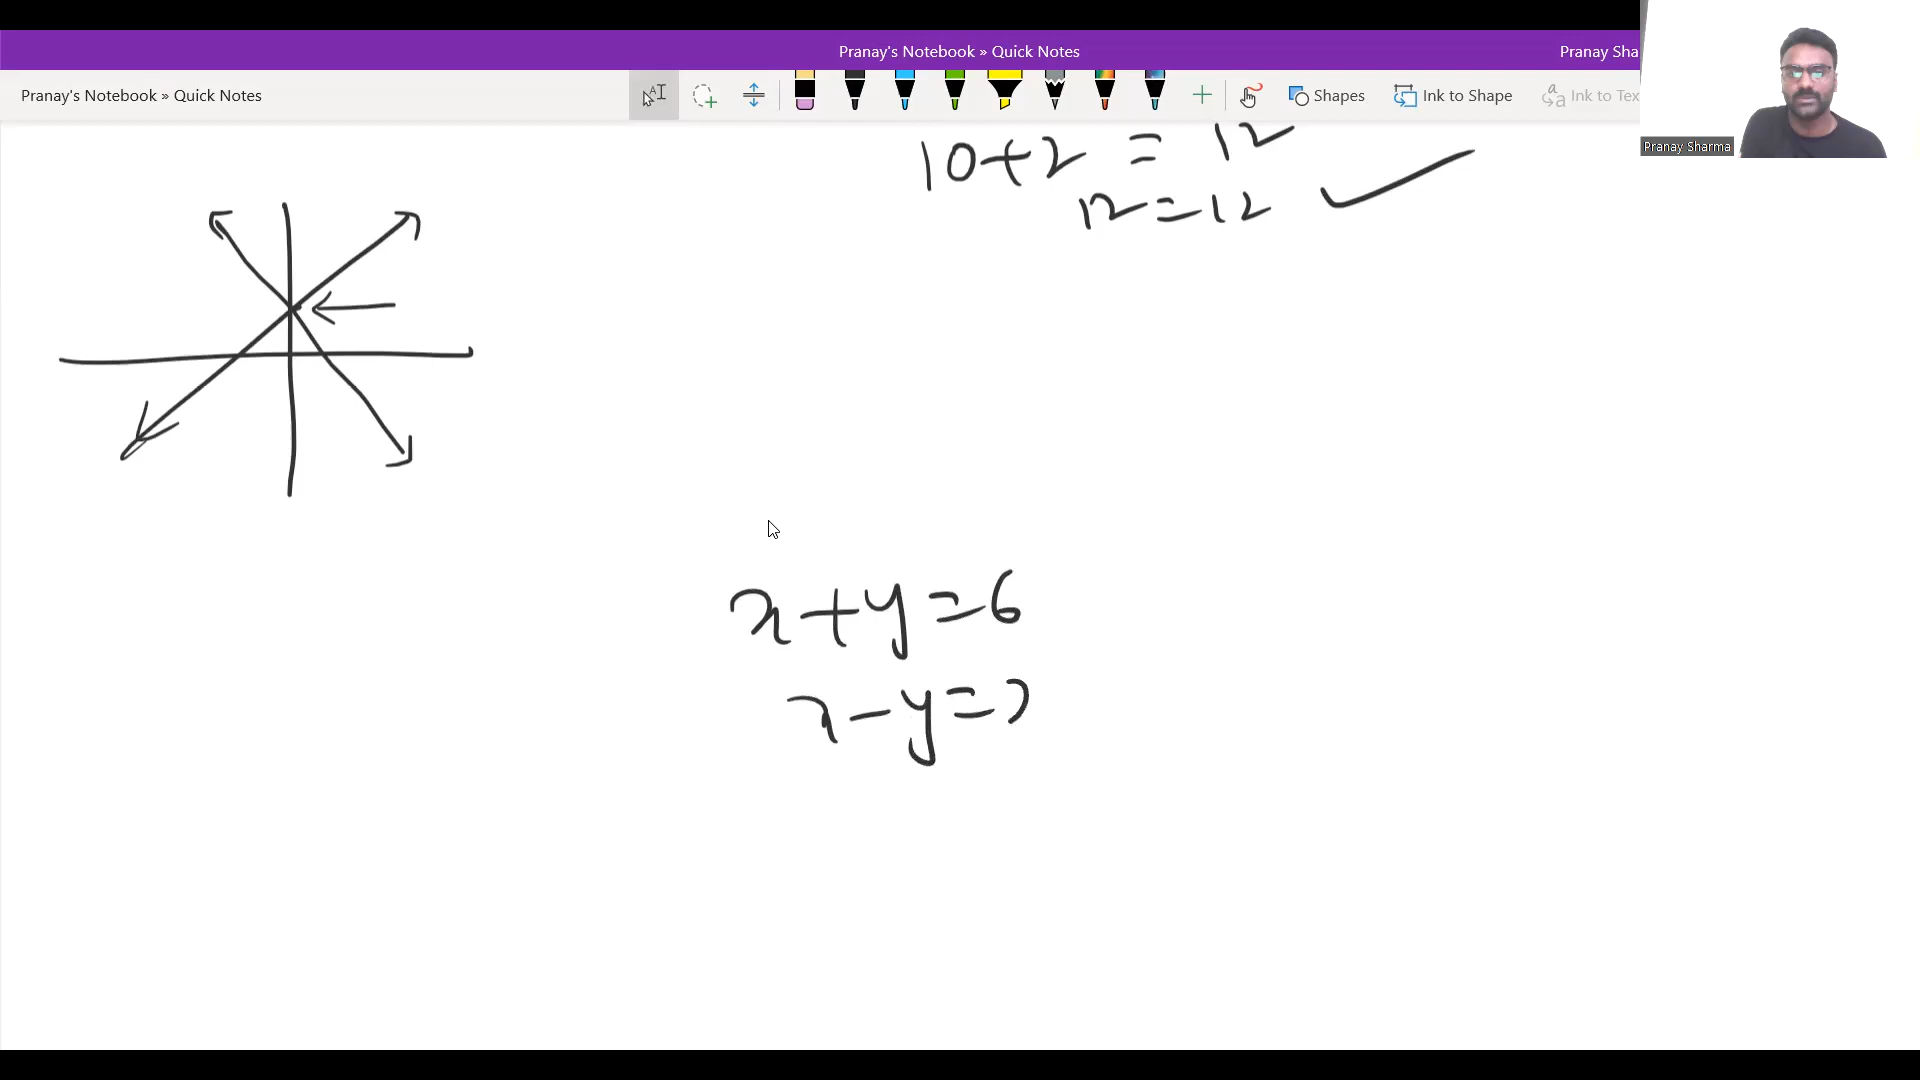 Pranay's Notebook » Quick Notes
Pranay Sha
Pranay's Notebook » Quick Notes
Shapes
Ink to Shape
Ink to Tex
Pranay Sharma
10+2 = 12
12=12
x+y=6
x-y=